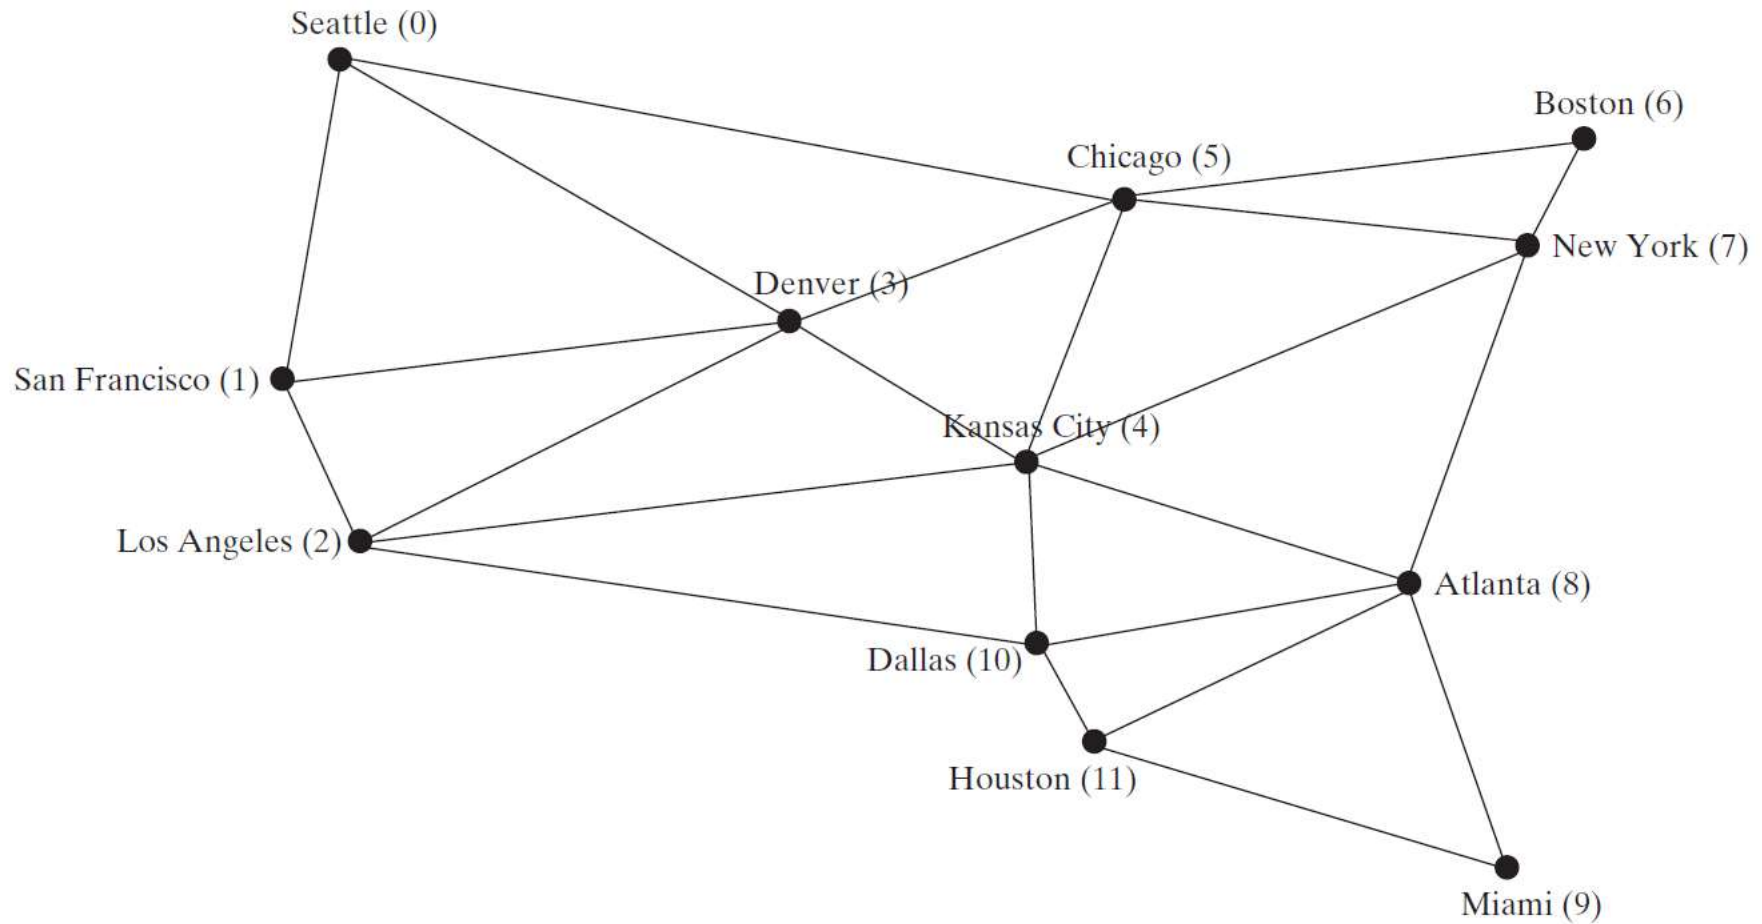 Seattle (0)
Boston (6)
Chicago (5)
New York (7)
Denver (3)
San Francisco (1)
Kansas City (4)
Los Angeles (2)
Atlanta (8)
Dallas (10)
Houston (11)
Miami (9)